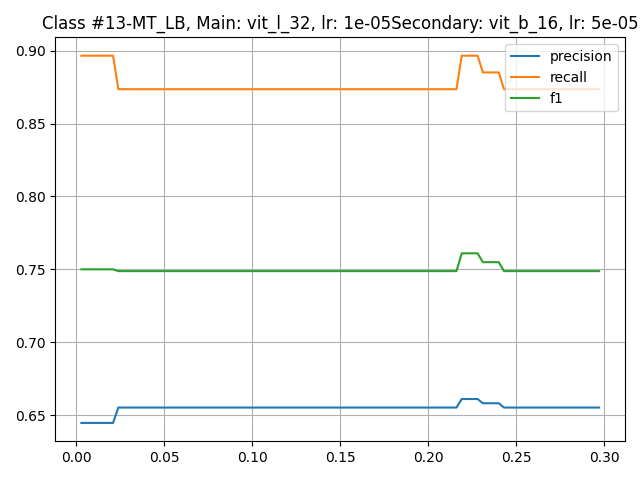 Class #13-MT_LB, Main: vit_l_32, lr: 1e-05Secondary: vit_b_16, lr: 5e-05
precision
recall
f1
0.90
0.85
0.80
0.75
0.70
0.65
0.00 0.05 0.10 0.15 0.20 0.25 0.30